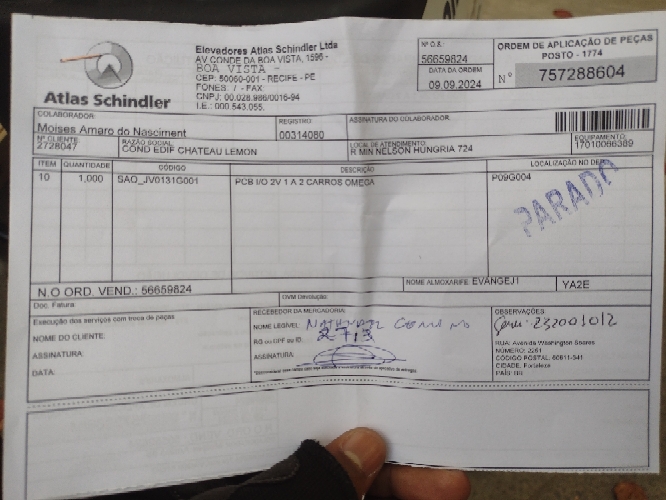 Elevadores Atlas Schindler Ltda
AV CONDE DA BOA VISTA, 1596 -
BOA VISTA -
CEP: 50060-001 - RECIFE - PE
FONES: / - FAX
CNPJ: 00.028.986/0016-94
I.E.: 000.543.055.
Atlas Schindler
Nº O.S.:
56659824
DATA DA ORDEM
09.09.2024
ORDEM DE APLICAÇÃO DE PEÇAS
POSTO - 1774
Nº 757288604
COLABORADOR:
Moises Amaro do Nasciment
REGISTRO
00314080
ASSINATURA DO COLABORADOR:
Nº CLIENTE:
2728047
RAZÃO SOCIAL:
COND EDIF CHATEAU LEMON
LOCAL DE ATENDIMENTO:
R MIN NELSON HUNGRIA 724
EQUIPAMENTO:
17010086389
ITEM QUANTIDADE CÓDIGO DESCRIÇÃO LOCALIZAÇÃO NO DEP.
10 1,000 SAO_JV0131G001 PCB I/O 2V 1 A 2 CARROS OMEGA P09G004
PARADO
N.O ORD. VEND.: 56659824
NOME ALMOXARIFE: EVANGEJ1 YA2E
Doc. Fatura:
OVM Devolução:
Execução dos serviços com troca de peças
NOME DO CLIENTE:
ASSINATURA:
DATA:
RECEBEDOR DA MERCADORIA:
NOME LEGÍVEL:
RG ou CPF ou ID:
ASSINATURA:
OBSERVAÇÕES:
232001012
RUA: Avenida Washington Soares
NÚMERO: 2261
CÓDIGO POSTAL: 60811-341
CIDADE: Fortaleza
PAÍS: BR